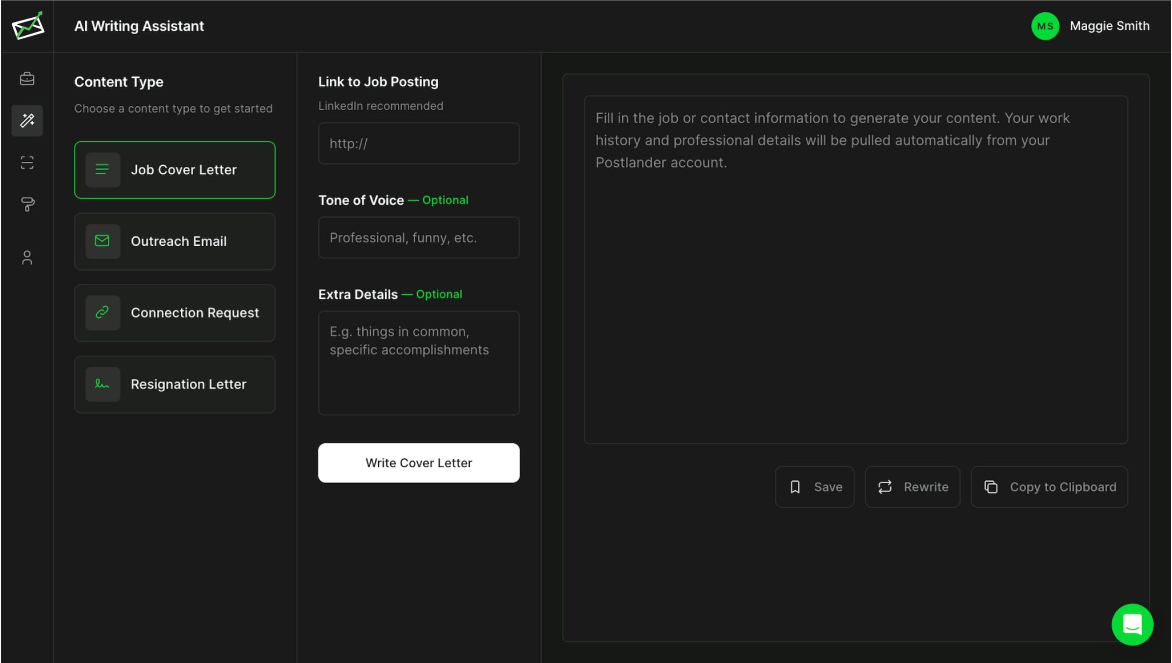 AI Writing Assistant
MS Maggie Smith
Content Type
Choose a content type to get started
Job Cover Letter
Outreach Email
Connection Request
Resignation Letter
Link to Job Posting
LinkedIn recommended
http://
Tone of Voice — Optional
Professional, funny, etc.
Extra Details — Optional
E.g. things in common,
specific accomplishments
Write Cover Letter
Fill in the job or contact information to generate your content. Your work
history and professional details will be pulled automatically from your
Postlander account.
Save Rewrite Copy to Clipboard